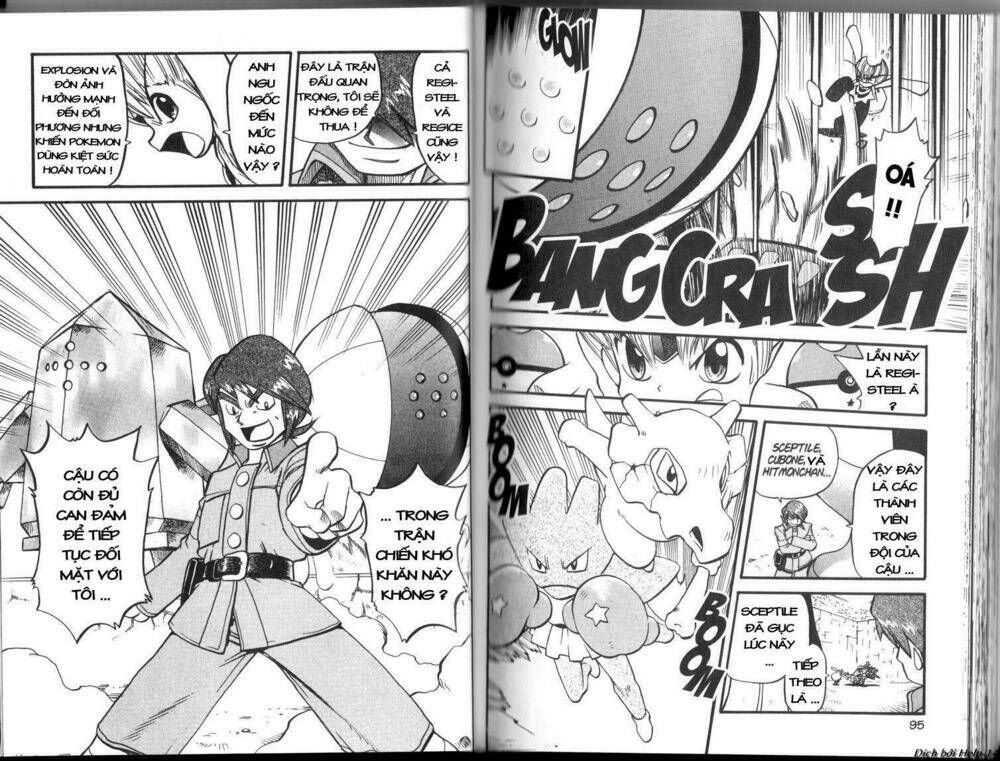 GLOW
OÁ
!!
BANG CRASSH
LẦN NÀY
LÀ REGI-
STEEL À
?
VẬY ĐÂY
LÀ CÁC
THÀNH
VIÊN
TRONG
ĐỘI CỦA
CẬU ...
SCEPTILE,
CUBONE, VÀ
HITMONCHAN...
BOOM
BOOM
SCEPTILE
ĐÃ GỤC
LÚC NÃY
...
TIẾP
THEO
LÀ ...
95
Dịch bởi
CẢ
REGI-
STEEL
VÀ
REGICE
CŨNG
VẬY !
ĐÂY LÀ TRẬN
ĐẤU QUAN
TRỌNG, TÔI SẼ
KHÔNG ĐỂ
THUA !
ANH
NGU
NGỐC
ĐẾN
MỨC
NÀO
VẬY ?
EXPLOSION VÀ
ĐÒN ẢNH
HƯỞNG MẠNH
ĐẾN ĐỐI
PHƯƠNG NHƯNG
KHIẾN POKEMON
DÙNG KIỆT SỨC
HOÀN TOÀN !
CẬU CÓ
CÒN ĐỦ
CAN ĐẢM
ĐỂ TIẾP
TỤC ĐỐI
MẶT VỚI
TÔI ...
... TRONG
TRẬN
CHIẾN KHÓ
KHĂN NÀY
KHÔNG ?